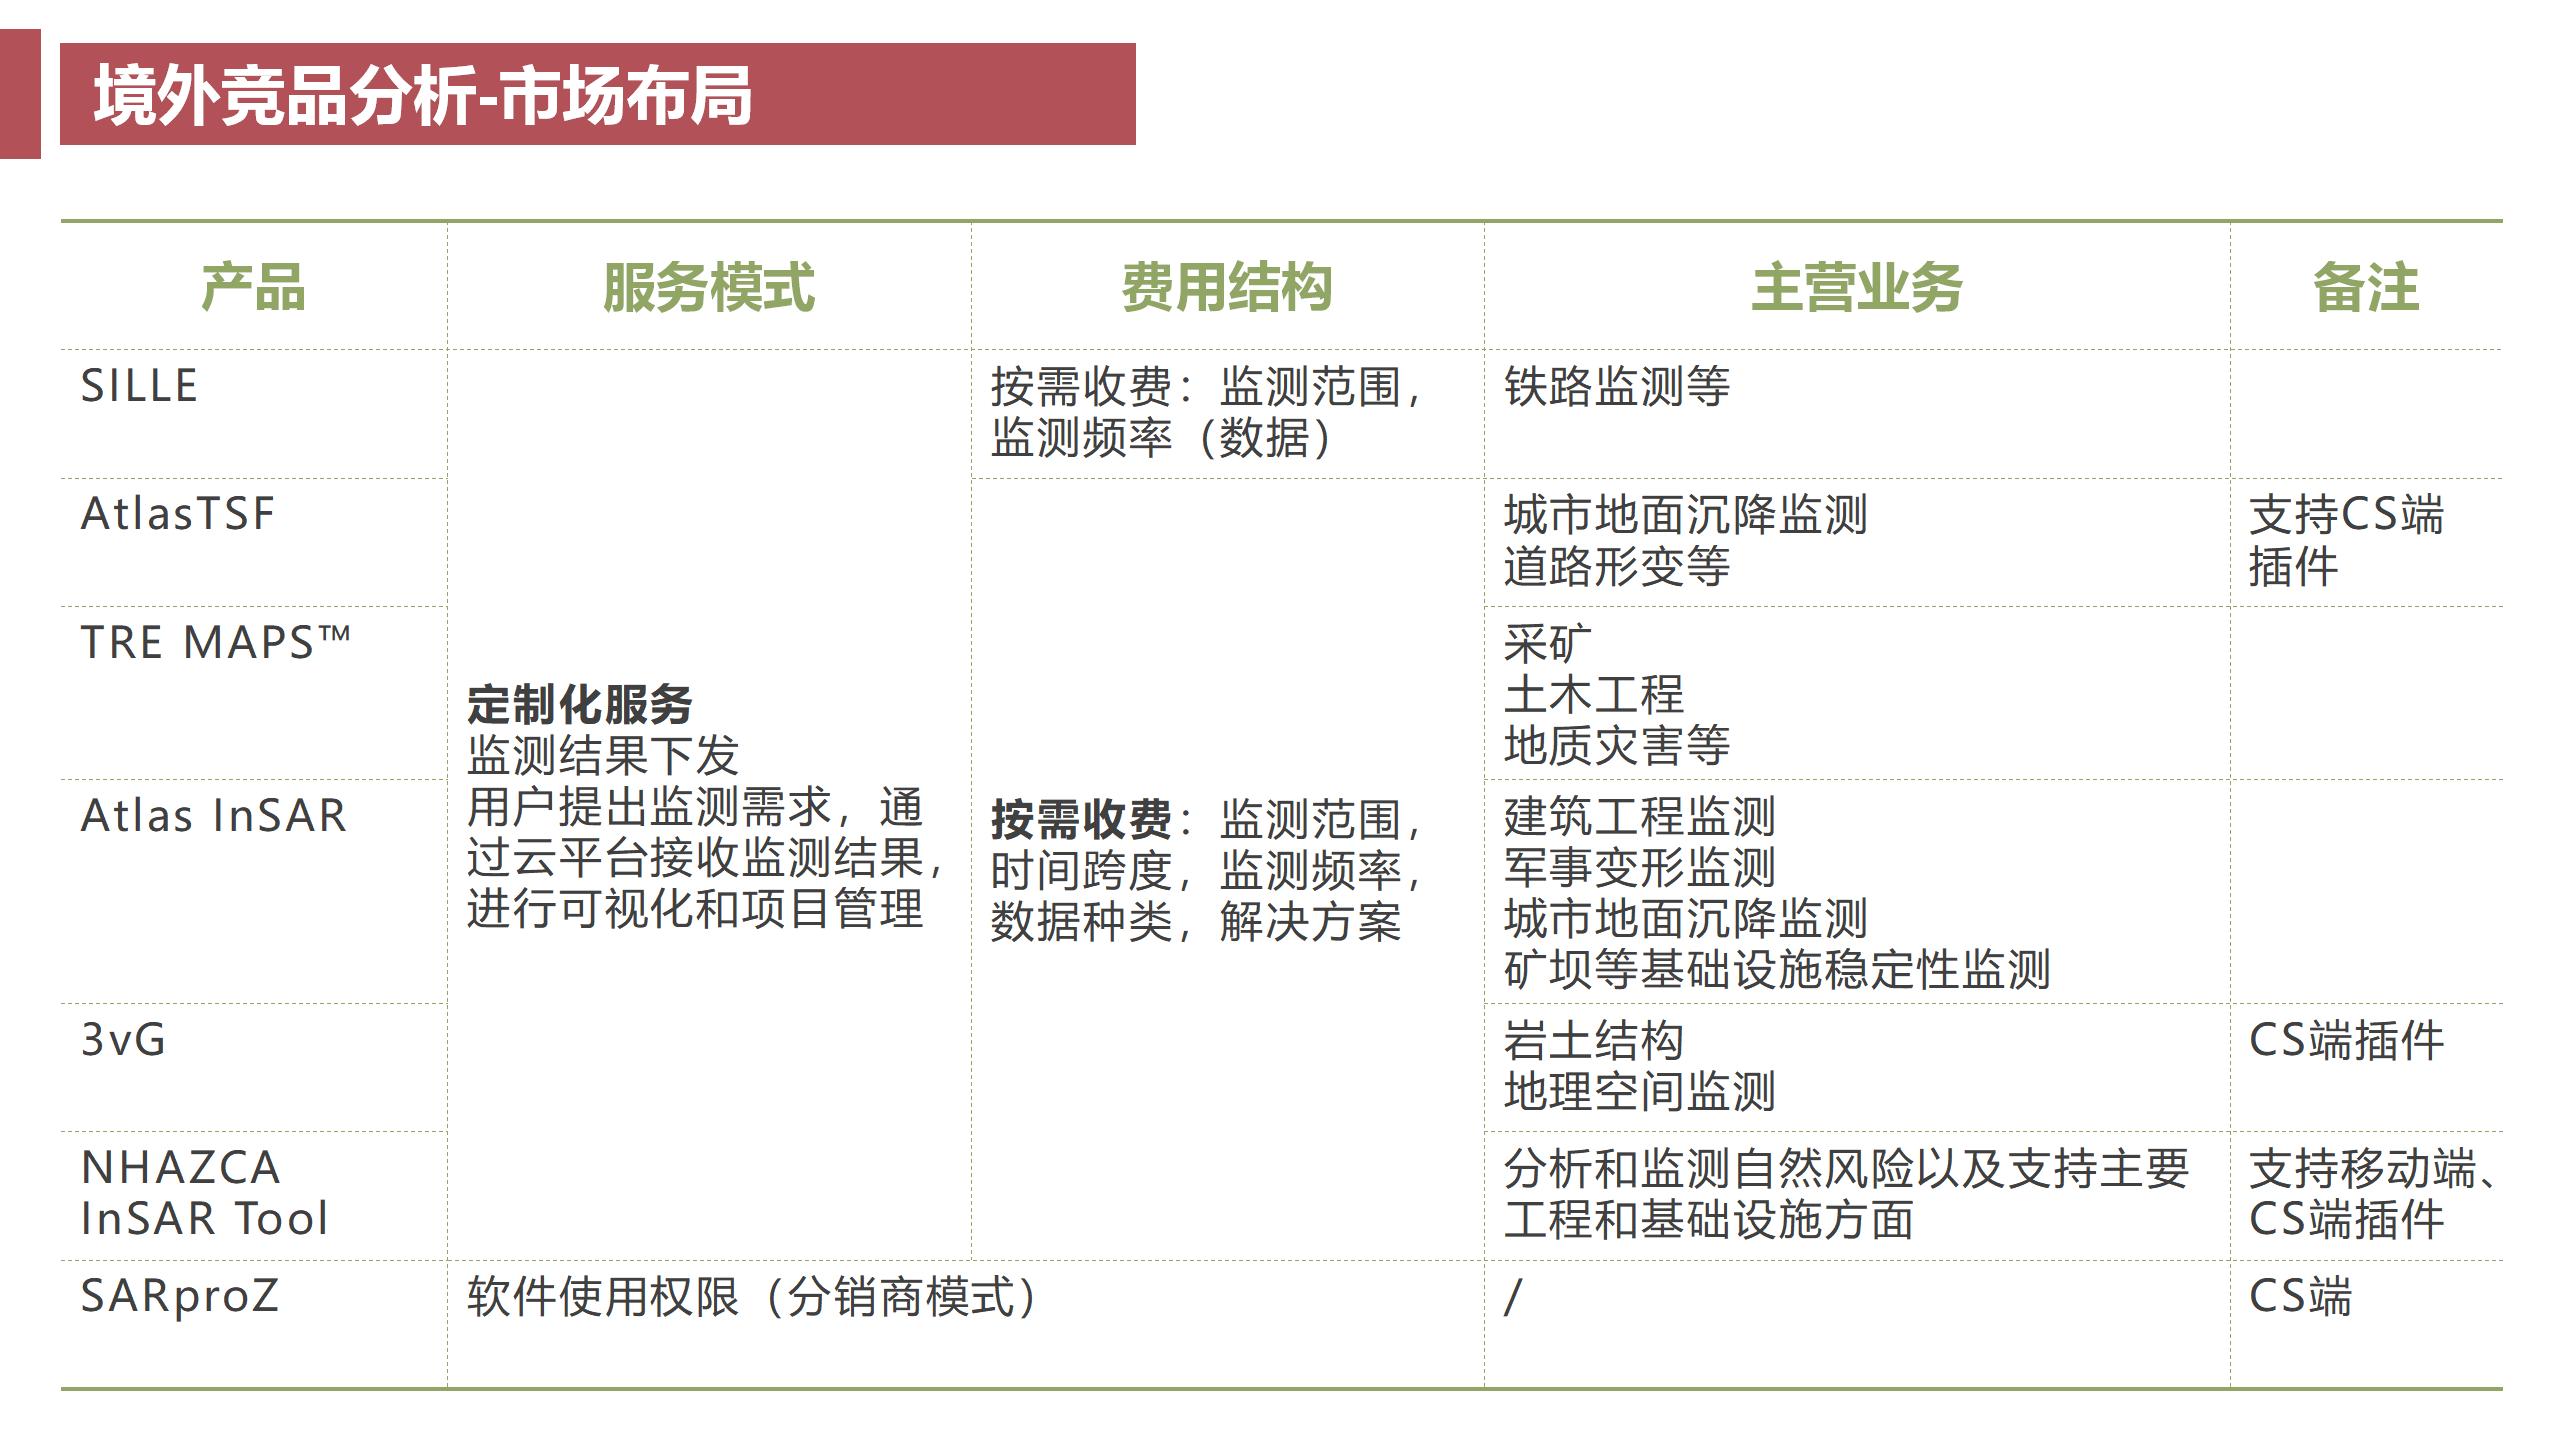 境外竞品分析-市场布局
产品
服务模式
费用结构
主营业务
备注
SILLE
按需收费：监测范围，
监测频率（数据）
铁路监测等
AtlasTSF
城市地面沉降监测
道路形变等
支持CS端
插件
TRE MAPS™
采矿
土木工程
地质灾害等
定制化服务
监测结果下发
用户提出监测需求，通
过云平台接收监测结果，
进行可视化和项目管理
按需收费：监测范围，
时间跨度，监测频率，
数据种类，解决方案
Atlas InSAR
建筑工程监测
军事变形监测
城市地面沉降监测
矿坝等基础设施稳定性监测
3vG
岩土结构
地理空间监测
CS端插件
NHAZCA
InSAR Tool
分析和监测自然风险以及支持主要
工程和基础设施方面
支持移动端、
CS端插件
SARproZ
软件使用权限（分销商模式）
/
CS端